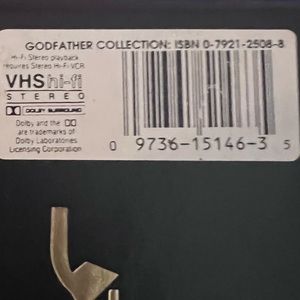 GODFATHER COLLECTION: ISBN 0-7921-2508-8
Hi-Fi Stereo playback
requires Stereo Hi-Fi VCR
VHS hi-fi
STEREO
DOLBY SURROUND
Dolby and the
are trademarks of
Dolby Laboratories
Licensing Corporation
0 9736-15146-3 5